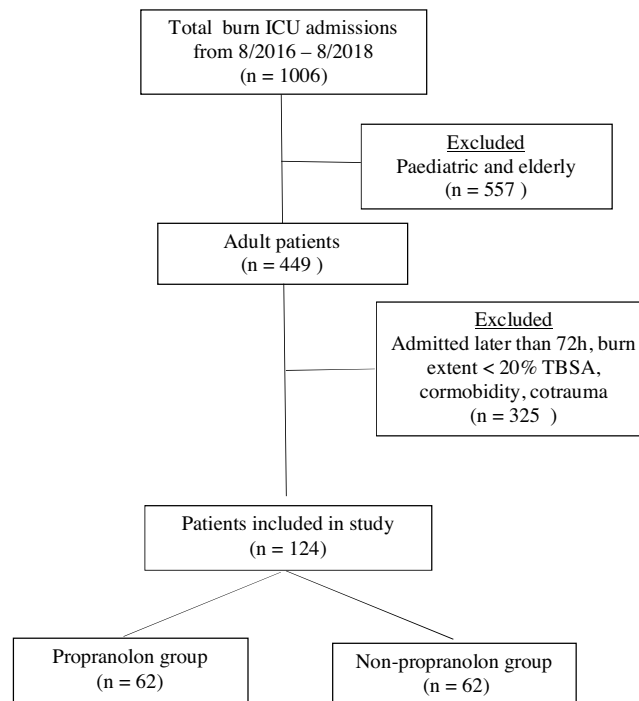 Total burn ICU admissions
from 8/2016 – 8/2018
(n = 1006)
Excluded
Paediatric and elderly
(n = 557 )
Adult patients
(n = 449 )
Excluded
Admitted later than 72h, burn
extent < 20% TBSA,
cormobidity, cotrauma
(n = 325 )
Patients included in study
(n = 124)
Propranolon group
(n = 62)
Non-propranolon group
(n = 62)